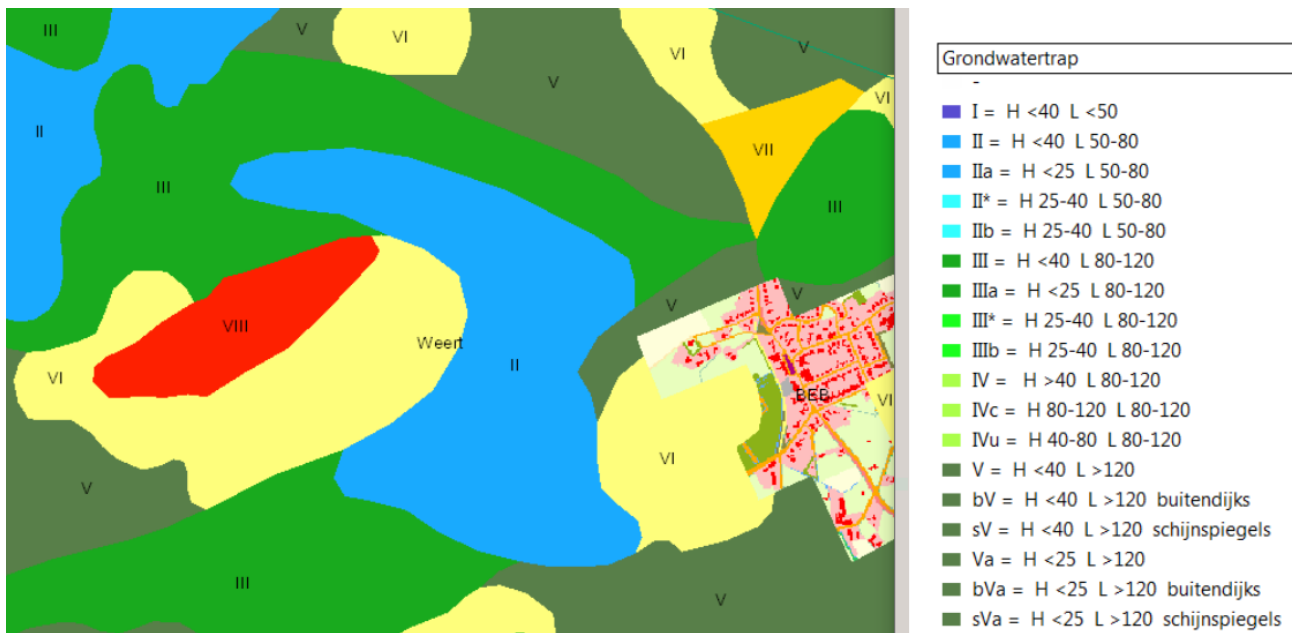 III
V
VI
VI
V
V
VI
II
VII
III
III
V
V
VIII
Weert
II
VI
BEB
VI
VI
V
III
V
Grondwatertrap
-
I = H <40 L <50
II = H <40 L 50-80
IIa = H <25 L 50-80
II* = H 25-40 L 50-80
IIb = H 25-40 L 50-80
III = H <40 L 80-120
IIIa = H <25 L 80-120
III* = H 25-40 L 80-120
IIIb = H 25-40 L 80-120
IV = H >40 L 80-120
IVc = H 80-120 L 80-120
IVu = H 40-80 L 80-120
V = H <40 L >120
bV = H <40 L >120 buitendijks
sV = H <40 L >120 schijnspiegels
Va = H <25 L >120
bVa = H <25 L >120 buitendijks
sVa = H <25 L >120 schijnspiegels